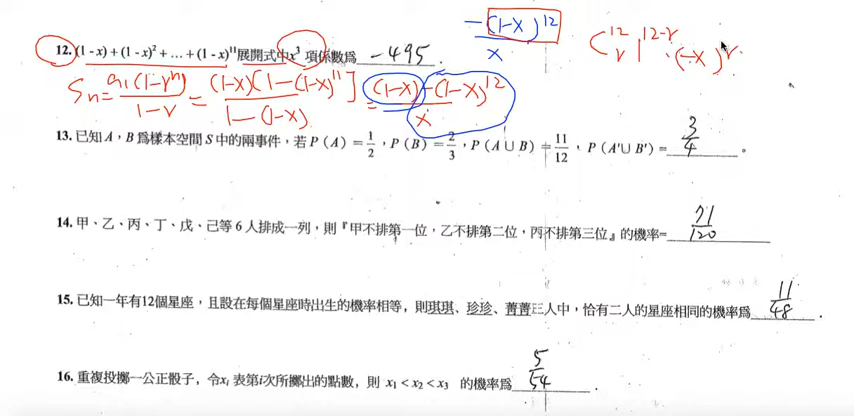 -(1-x)^12 / x
C^12_r 1^12-r · (-x)^r
12. (1-x)+(1-x)²+…+(1-x)¹¹展開式中x³項係數爲 -495
Sn = a1(1-r^n) / 1-r = (1-x)[1-(1-x)^11] / 1-(1-x) = (1-x)-(1-x)^12 / x
13. 已知A,B爲樣本空間S中的兩事件,若P(A)=1/2,P(B)=2/3,P(A∪B)=11/12,P(A'∪B')= 3/4 。
14. 甲、乙、丙、丁、戊、己等6人排成一列,則『甲不排第一位,乙不排第二位,丙不排第三位』的機率= 71/120
15. 已知一年有12個星座,且設在每個星座時出生的機率相等,則琪琪、珍珍、菁菁三人中,恰有二人的星座相同的機率爲 11/48 .
16. 重複投擲一公正骰子,令xi表第i次所擲出的點數,則 x1<x2<x3 的機率爲 5/54 .